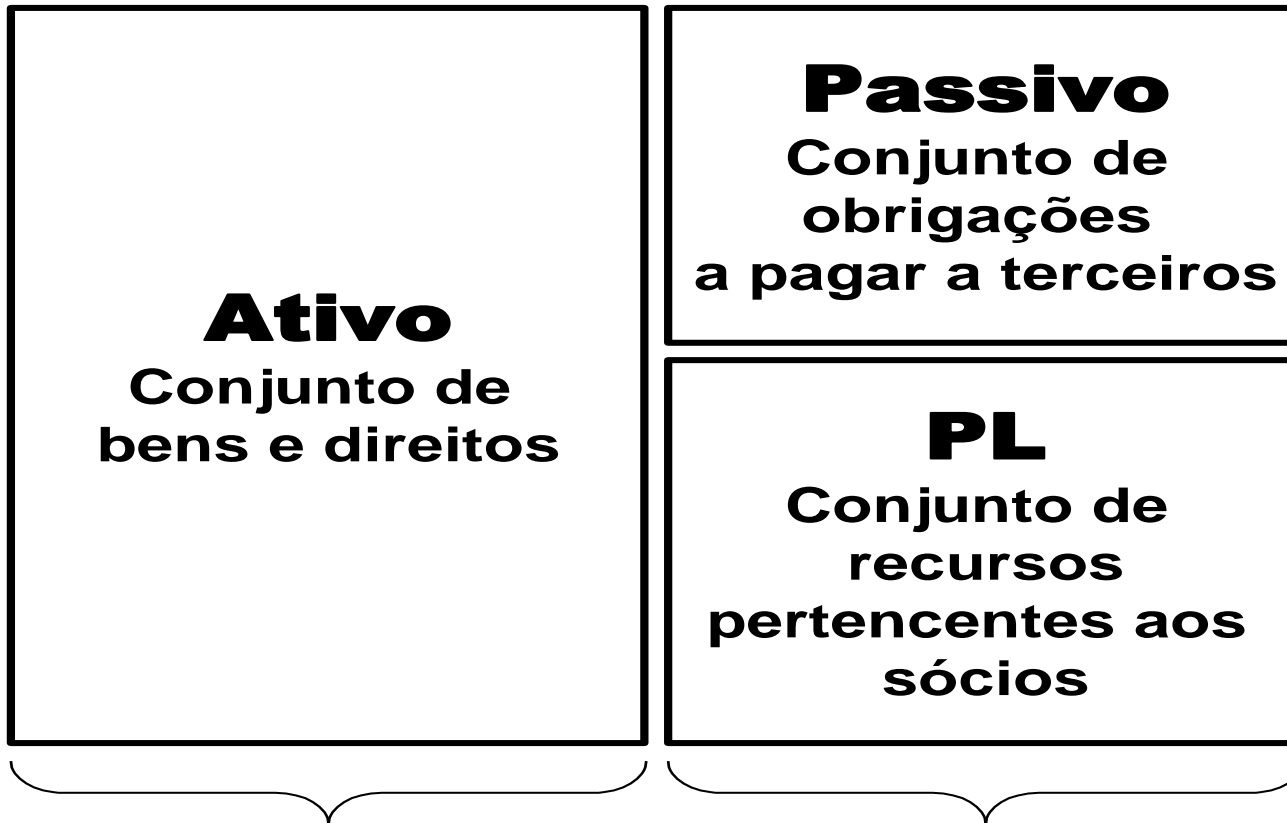 Ativo
Conjunto de
bens e direitos
Passivo
Conjunto de
obrigações
a pagar a terceiros
PL
Conjunto de
recursos
pertencentes aos
sócios